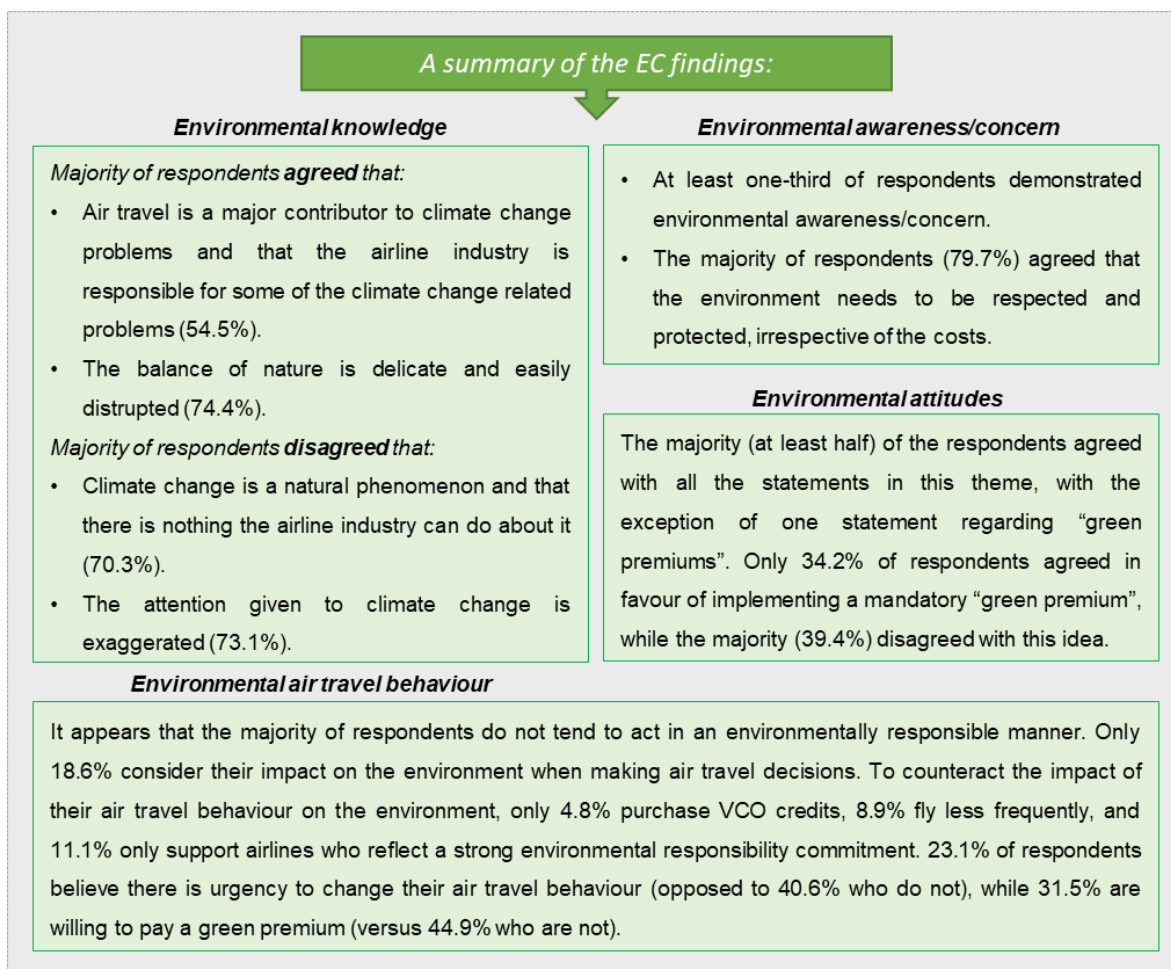 A summary of the EC findings:
Environmental knowledge
Majority of respondents agreed that:
• Air travel is a major contributor to climate change
problems and that the airline industry is
responsible for some of the climate change related
problems (54.5%).
• The balance of nature is delicate and easily
distrupted (74.4%).
Majority of respondents disagreed that:
• Climate change is a natural phenomenon and that
there is nothing the airline industry can do about it
(70.3%).
• The attention given to climate change is
exaggerated (73.1%).
Environmental awareness/concern
• At least one-third of respondents demonstrated
environmental awareness/concern.
• The majority of respondents (79.7%) agreed that
the environment needs to be respected and
protected, irrespective of the costs.
Environmental attitudes
The majority (at least half) of the respondents agreed
with all the statements in this theme, with the
exception of one statement regarding “green
premiums”. Only 34.2% of respondents agreed in
favour of implementing a mandatory “green premium”,
while the majority (39.4%) disagreed with this idea.
Environmental air travel behaviour
It appears that the majority of respondents do not tend to act in an environmentally responsible manner. Only
18.6% consider their impact on the environment when making air travel decisions. To counteract the impact of
their air travel behaviour on the environment, only 4.8% purchase VCO credits, 8.9% fly less frequently, and
11.1% only support airlines who reflect a strong environmental responsibility commitment. 23.1% of respondents
believe there is urgency to change their air travel behaviour (opposed to 40.6% who do not), while 31.5% are
willing to pay a green premium (versus 44.9% who are not).